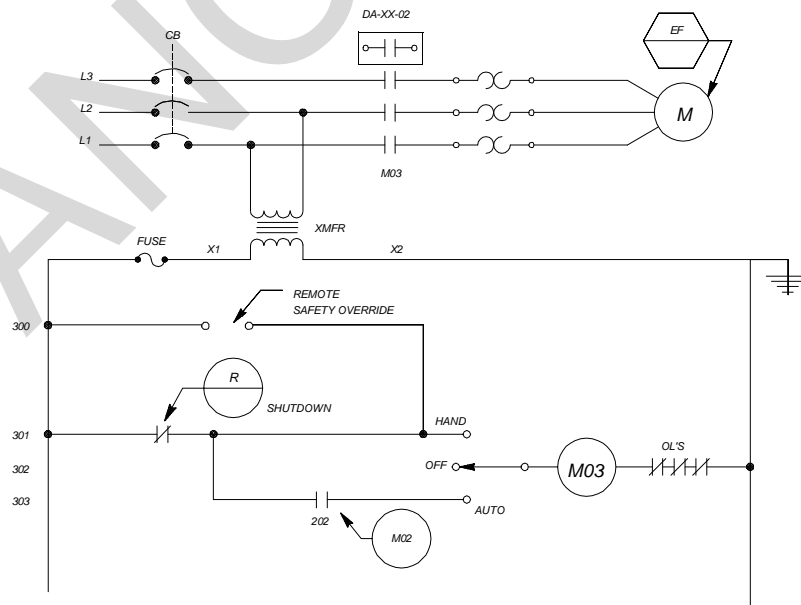 DA-XX-02
CB
EF
L3
L2
L1
M
M03
XMFR
FUSE
X1
X2
REMOTE
SAFETY OVERRIDE
300
R
SHUTDOWN
301
HAND
302
OFF
M03
OL'S
303
202
AUTO
M02